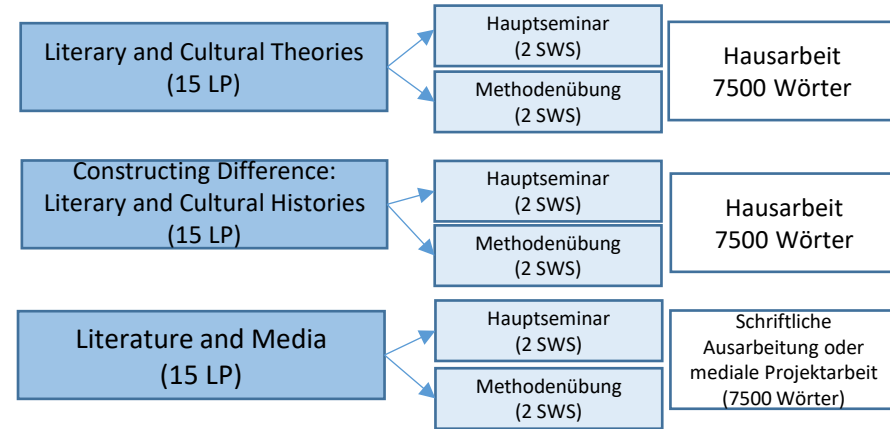 Literary and Cultural Theories
(15 LP)
Hauptseminar
(2 SWS)
Methodenübung
(2 SWS)
Hausarbeit
7500 Wörter
Constructing Difference:
Literary and Cultural Histories
(15 LP)
Hauptseminar
(2 SWS)
Methodenübung
(2 SWS)
Hausarbeit
7500 Wörter
Literature and Media
(15 LP)
Hauptseminar
(2 SWS)
Methodenübung
(2 SWS)
Schriftliche
Ausarbeitung oder
mediale Projektarbeit
(7500 Wörter)